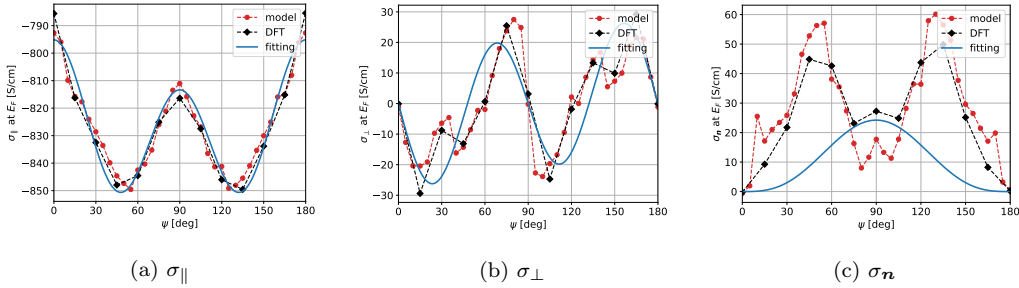 −790
−800
−810
−820
−830
−840
−850
σ∥ at E_F [S/cm]
0 30 60 90 120 150 180
ψ [deg]
model
DFT
fitting
(a) σ∥
30
20
10
0
−10
−20
−30
σ⊥ at E_F [S/cm]
0 30 60 90 120 150 180
ψ [deg]
model
DFT
fitting
(b) σ⊥
60
50
40
30
20
10
0
σn at E_F [S/cm]
0 30 60 90 120 150 180
ψ [deg]
model
DFT
fitting
(c) σn